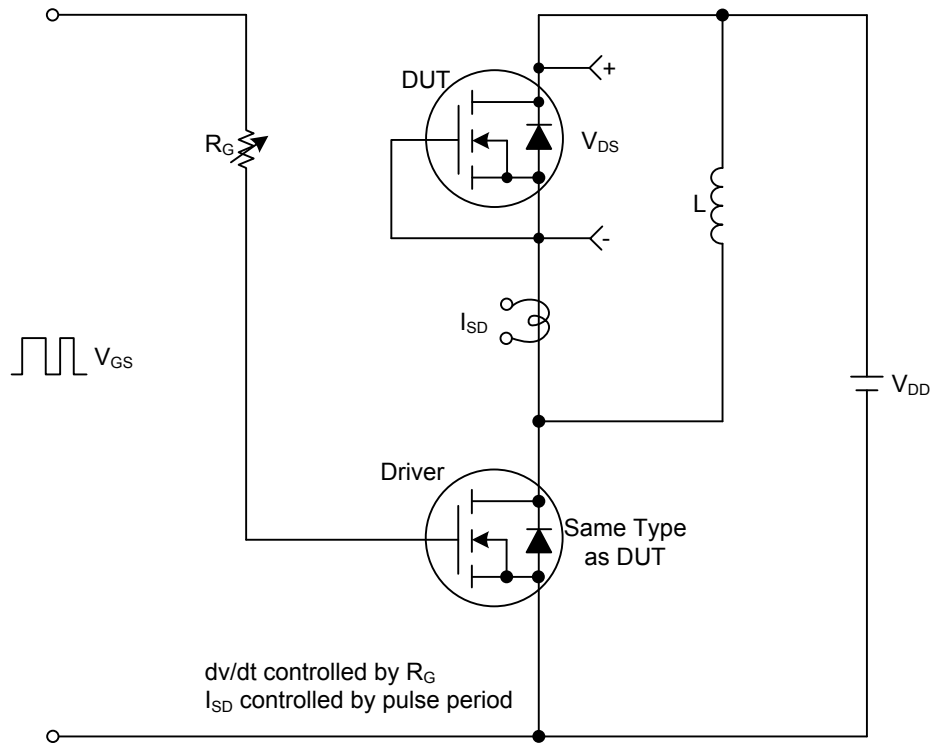 DUT
+
R_G
V_DS
L
-
I_SD
V_GS
V_DD
Driver
Same Type
as DUT
dv/dt controlled by R_G
I_SD controlled by pulse period